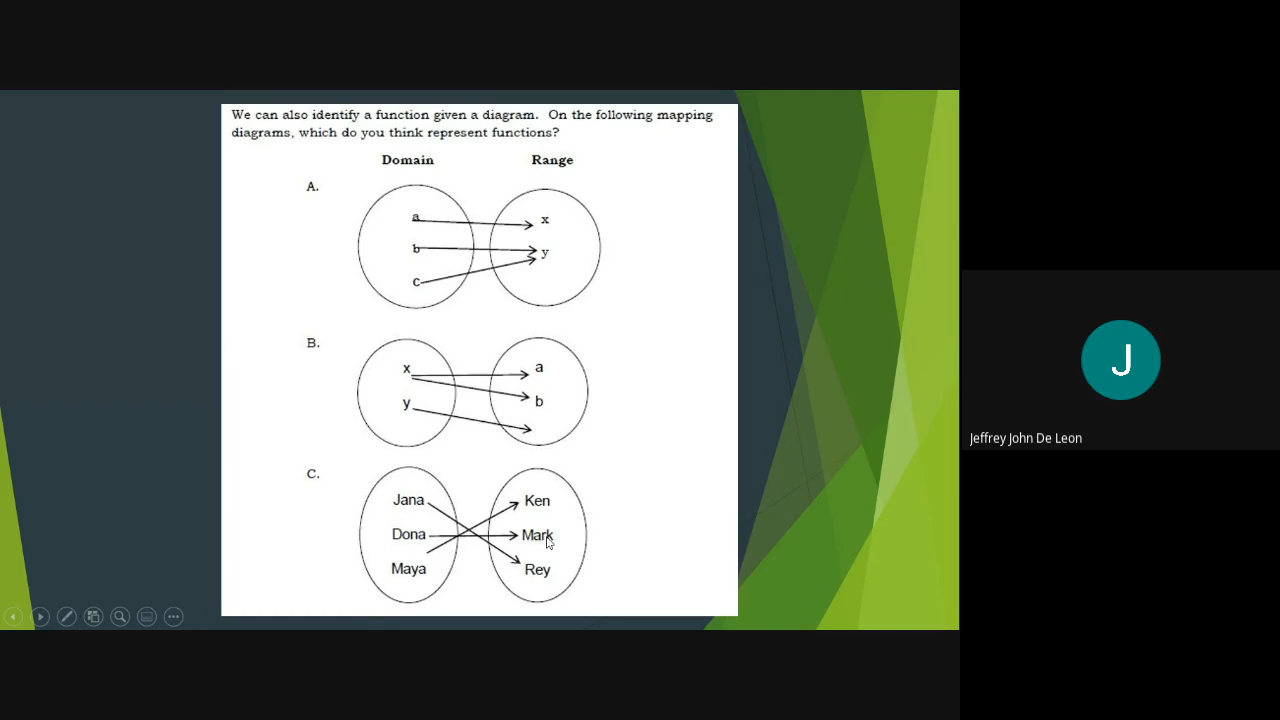 We can also identify a function given a diagram. On the following mapping
diagrams, which do you think represent functions?
Domain Range
A.
a x
b y
c
B.
x a
y b
C.
Jana Ken
Dona Mark
Maya Rey
J
Jeffrey John De Leon